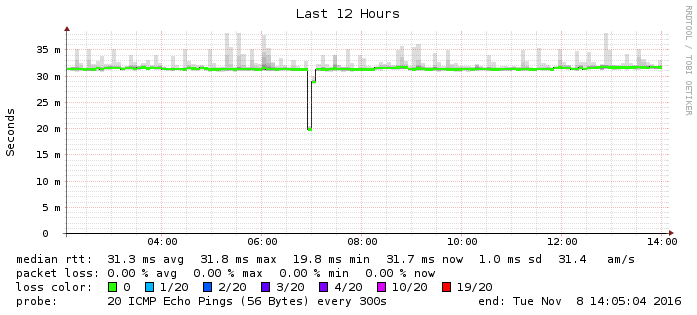 Last 12 Hours
RRDTOOL / TOBI OETIKER
Seconds
35 m
30 m
25 m
20 m
15 m
10 m
5 m
0
04:00 06:00 08:00 10:00 12:00 14:00
median rtt: 31.3 ms avg 31.8 ms max 19.8 ms min 31.7 ms now 1.0 ms sd 31.4 am/s
packet loss: 0.00 % avg 0.00 % max 0.00 % min 0.00 % now
loss color: 0 1/20 2/20 3/20 4/20 10/20 19/20
probe: 20 ICMP Echo Pings (56 Bytes) every 300s end: Tue Nov 8 14:05:04 2016